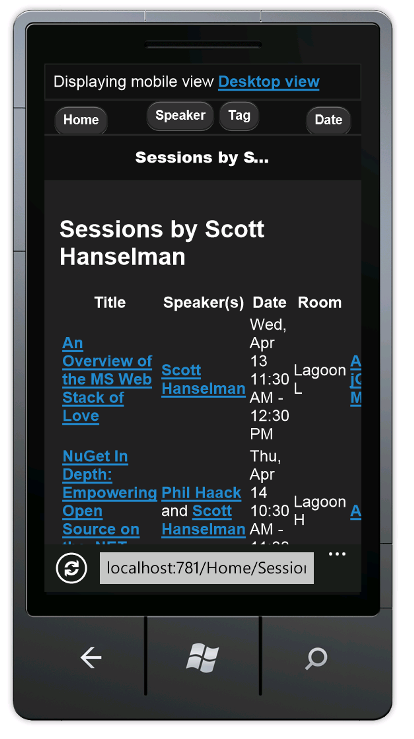 Displaying mobile view Desktop view
Home Speaker Tag Date
Sessions by S...
Sessions by Scott
Hanselman
Title Speaker(s) Date Room
An
Overview of
the MS Web
Stack of
Love
Scott
Hanselman
Wed,
Apr
13
11:30
AM -
12:30
PM
Lagoon
L
NuGet In
Depth:
Empowering
Open
Source on
Phil Haack
and Scott
Hanselman
Thu,
Apr
14
10:30
AM -
Lagoon
H
localhost:781/Home/Session